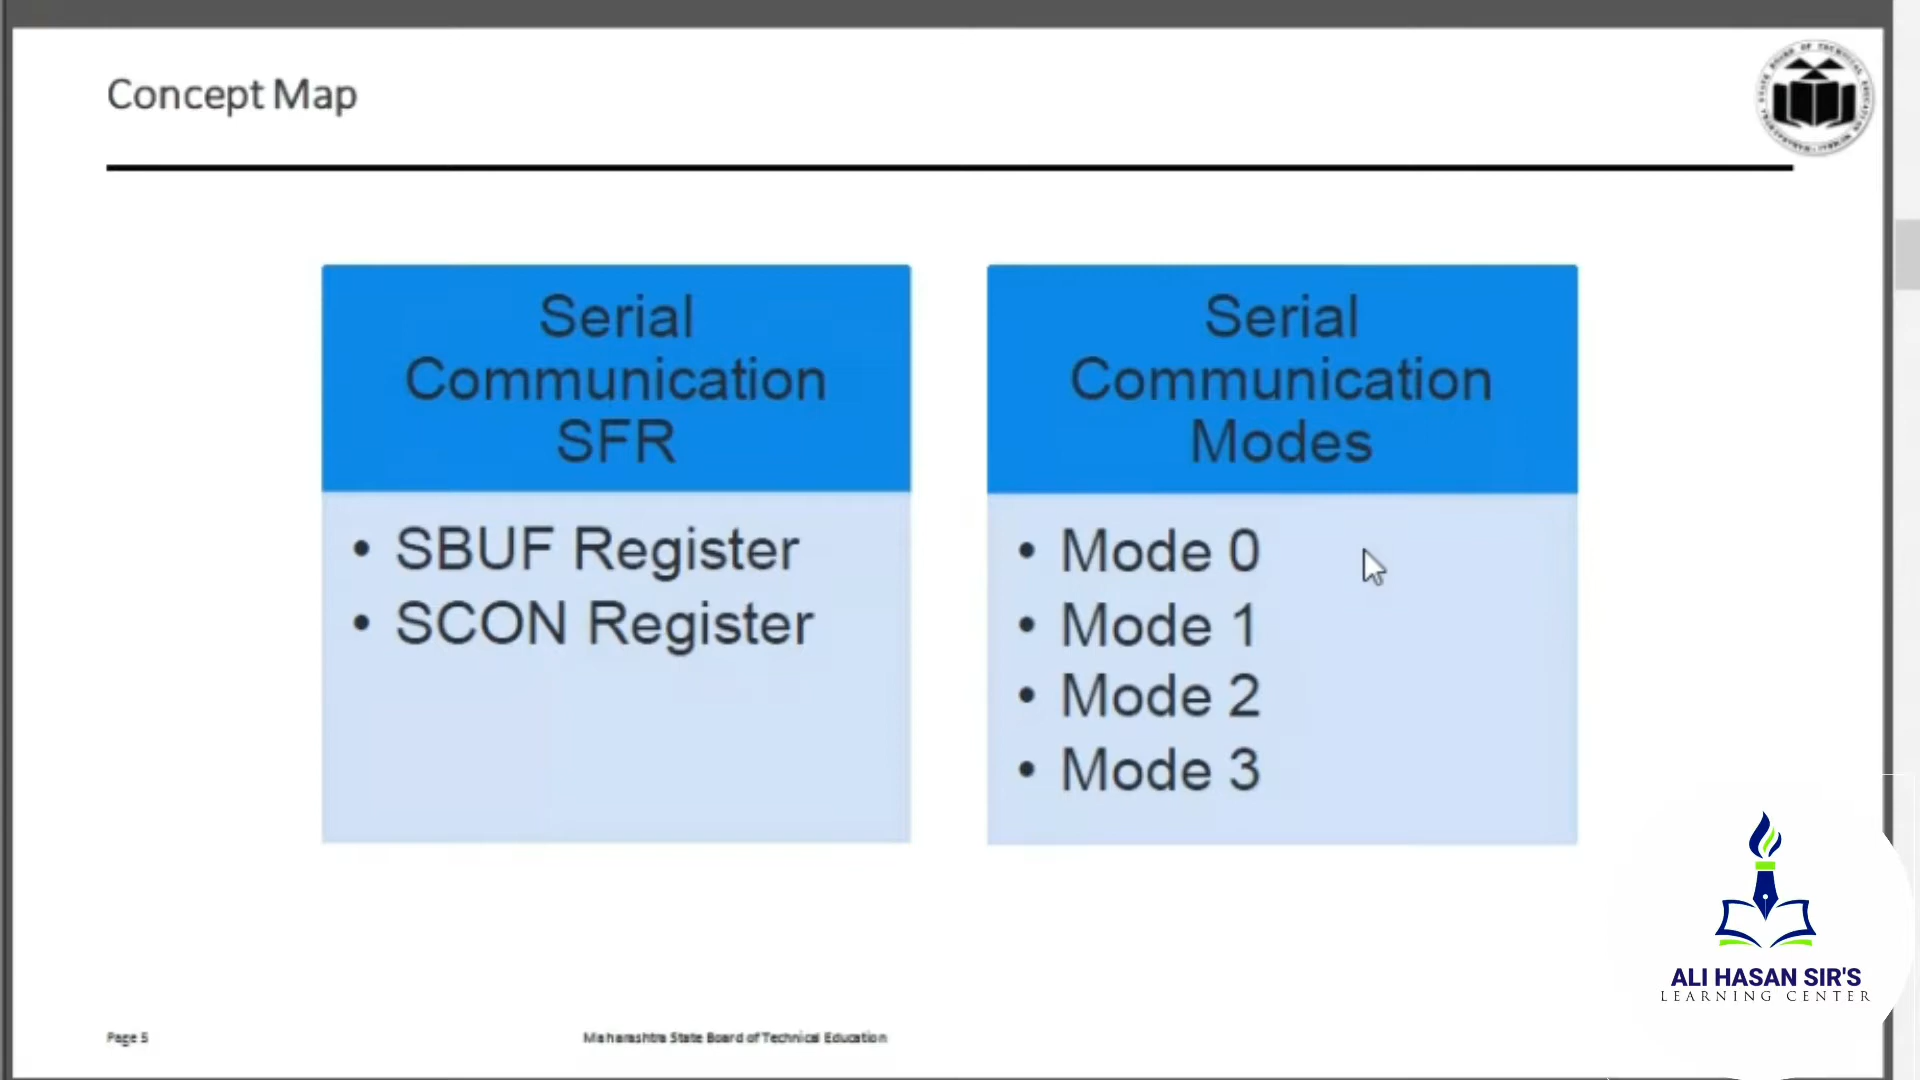 Concept Map
Serial
Communication
SFR
• SBUF Register
• SCON Register
Serial
Communication
Modes
• Mode 0
• Mode 1
• Mode 2
• Mode 3
ALI HASAN SIR'S
LEARNING CENTER
Page 5
Maharashtra State Board of Technical Education